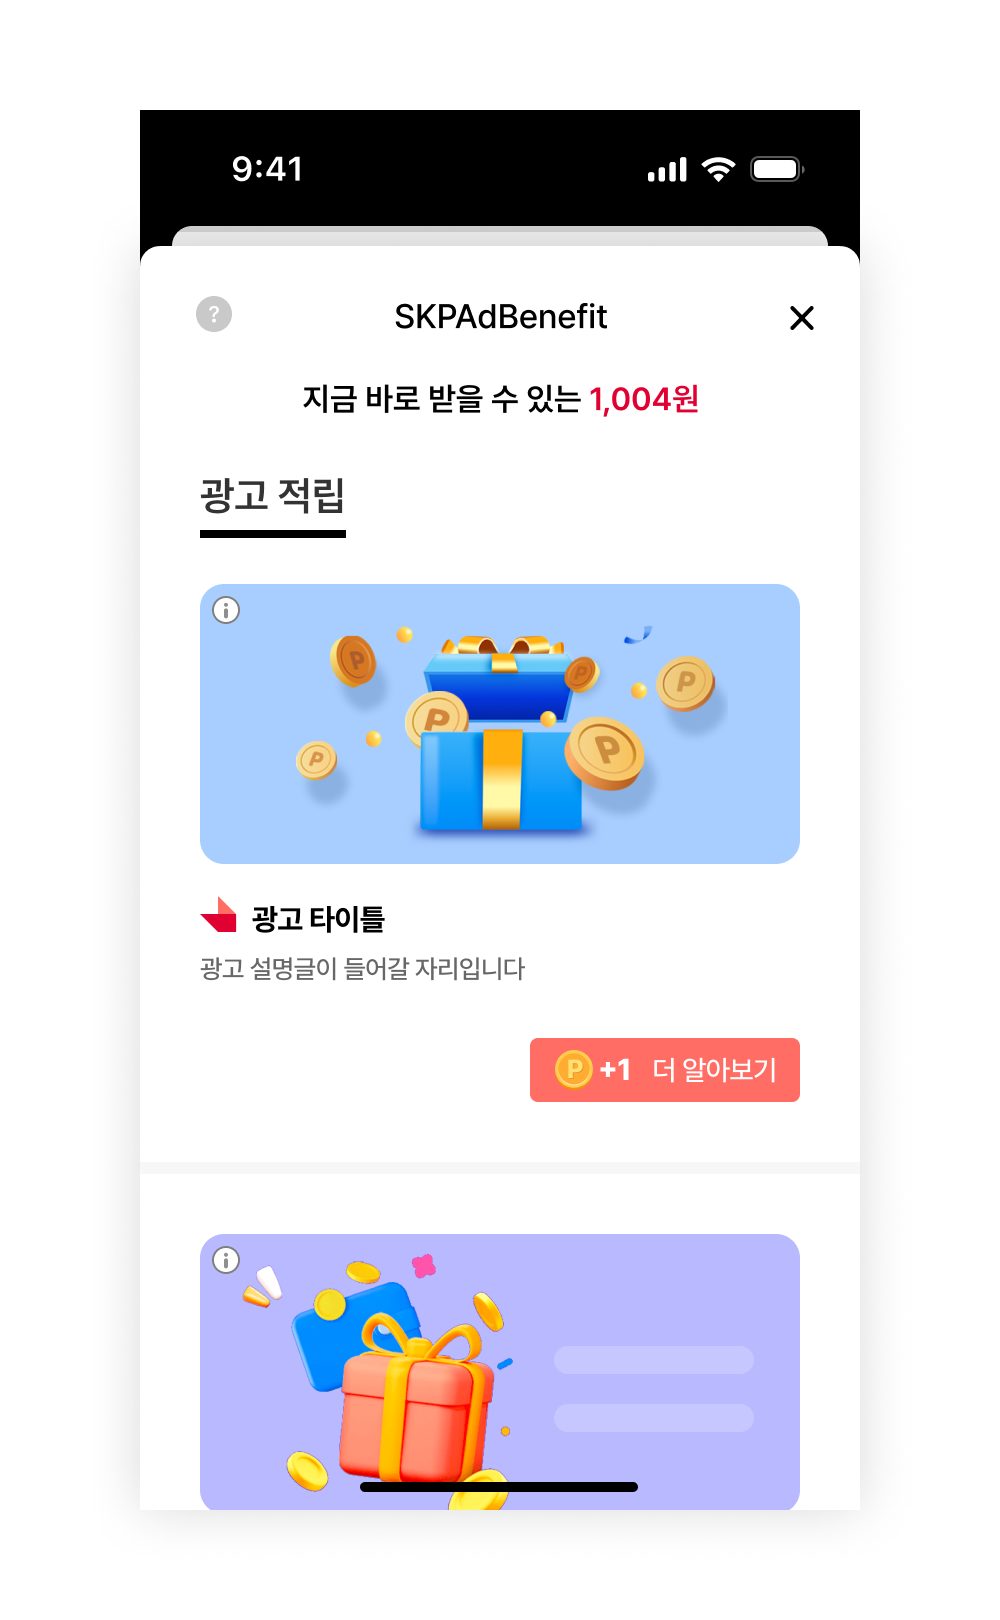 9:41
?
SKPAdBenefit
지금 바로 받을 수 있는 1,004원
광고 적립
P
P
P
P
P
P
광고 타이틀
광고 설명글이 들어갈 자리입니다
P +1 더 알아보기